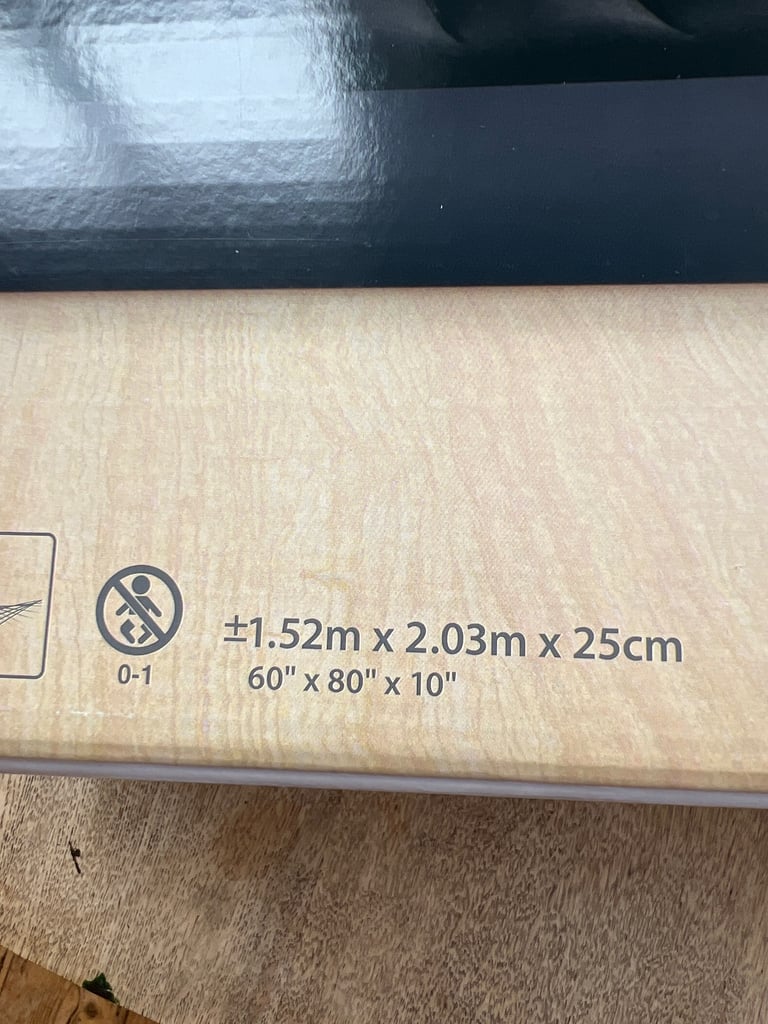 0-1
±1.52m x 2.03m x 25cm
60" x 80" x 10"